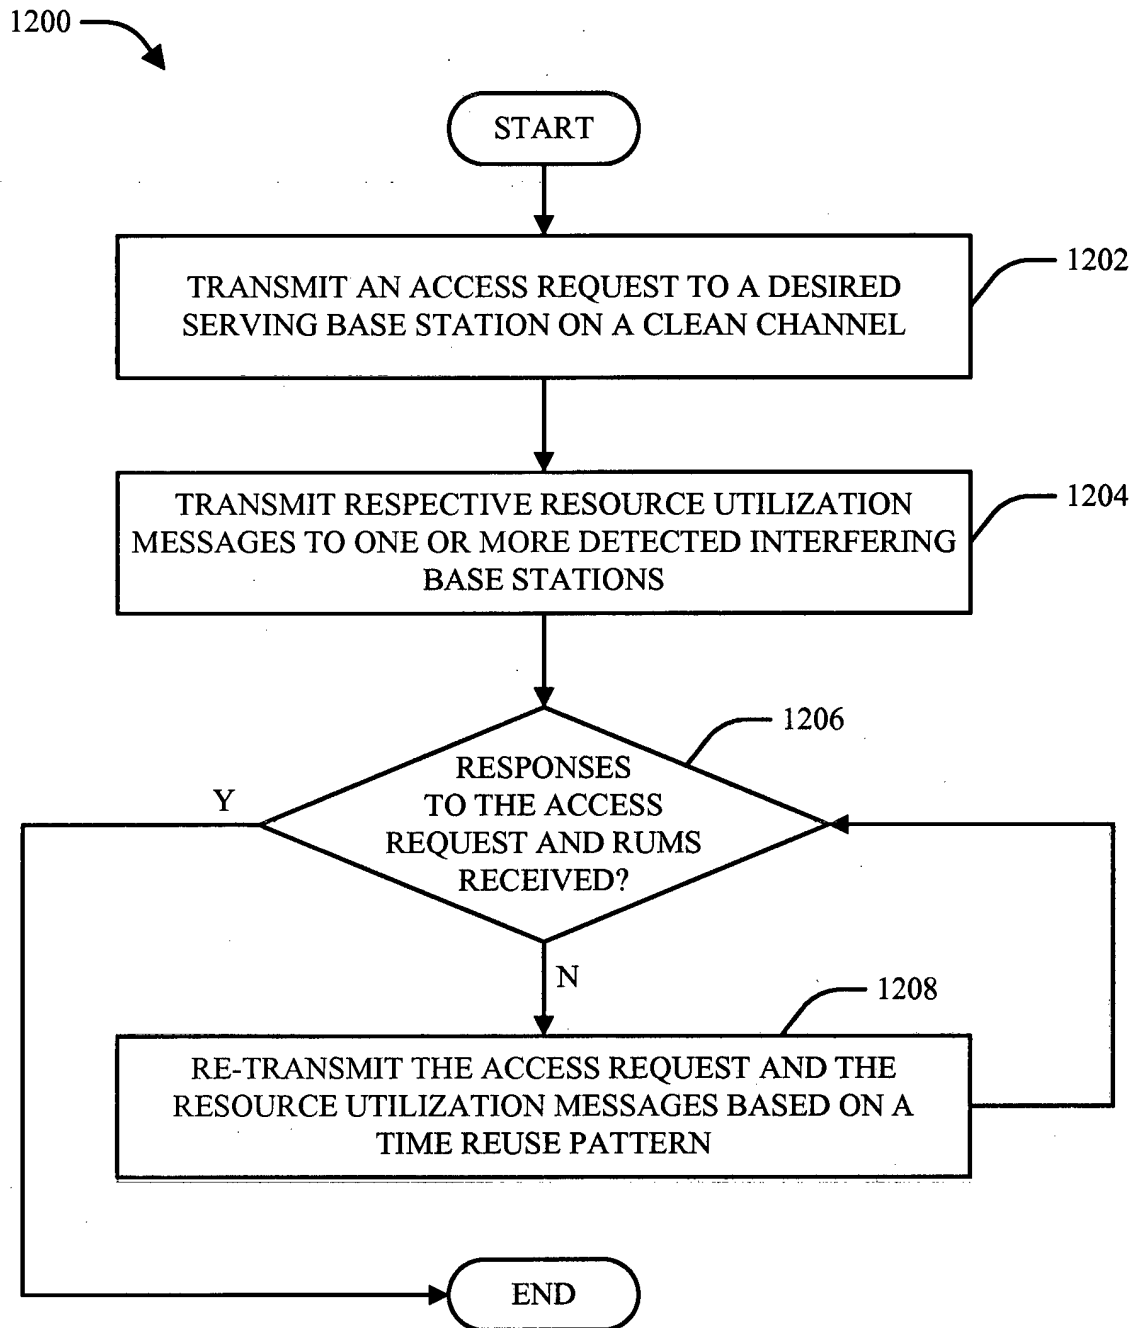 1200
START
TRANSMIT AN ACCESS REQUEST TO A DESIRED
SERVING BASE STATION ON A CLEAN CHANNEL
1202
TRANSMIT RESPECTIVE RESOURCE UTILIZATION
MESSAGES TO ONE OR MORE DETECTED INTERFERING
BASE STATIONS
1204
RESPONSES
TO THE ACCESS
REQUEST AND RUMS
RECEIVED?
1206
Y
N
1208
RE-TRANSMIT THE ACCESS REQUEST AND THE
RESOURCE UTILIZATION MESSAGES BASED ON A
TIME REUSE PATTERN
END